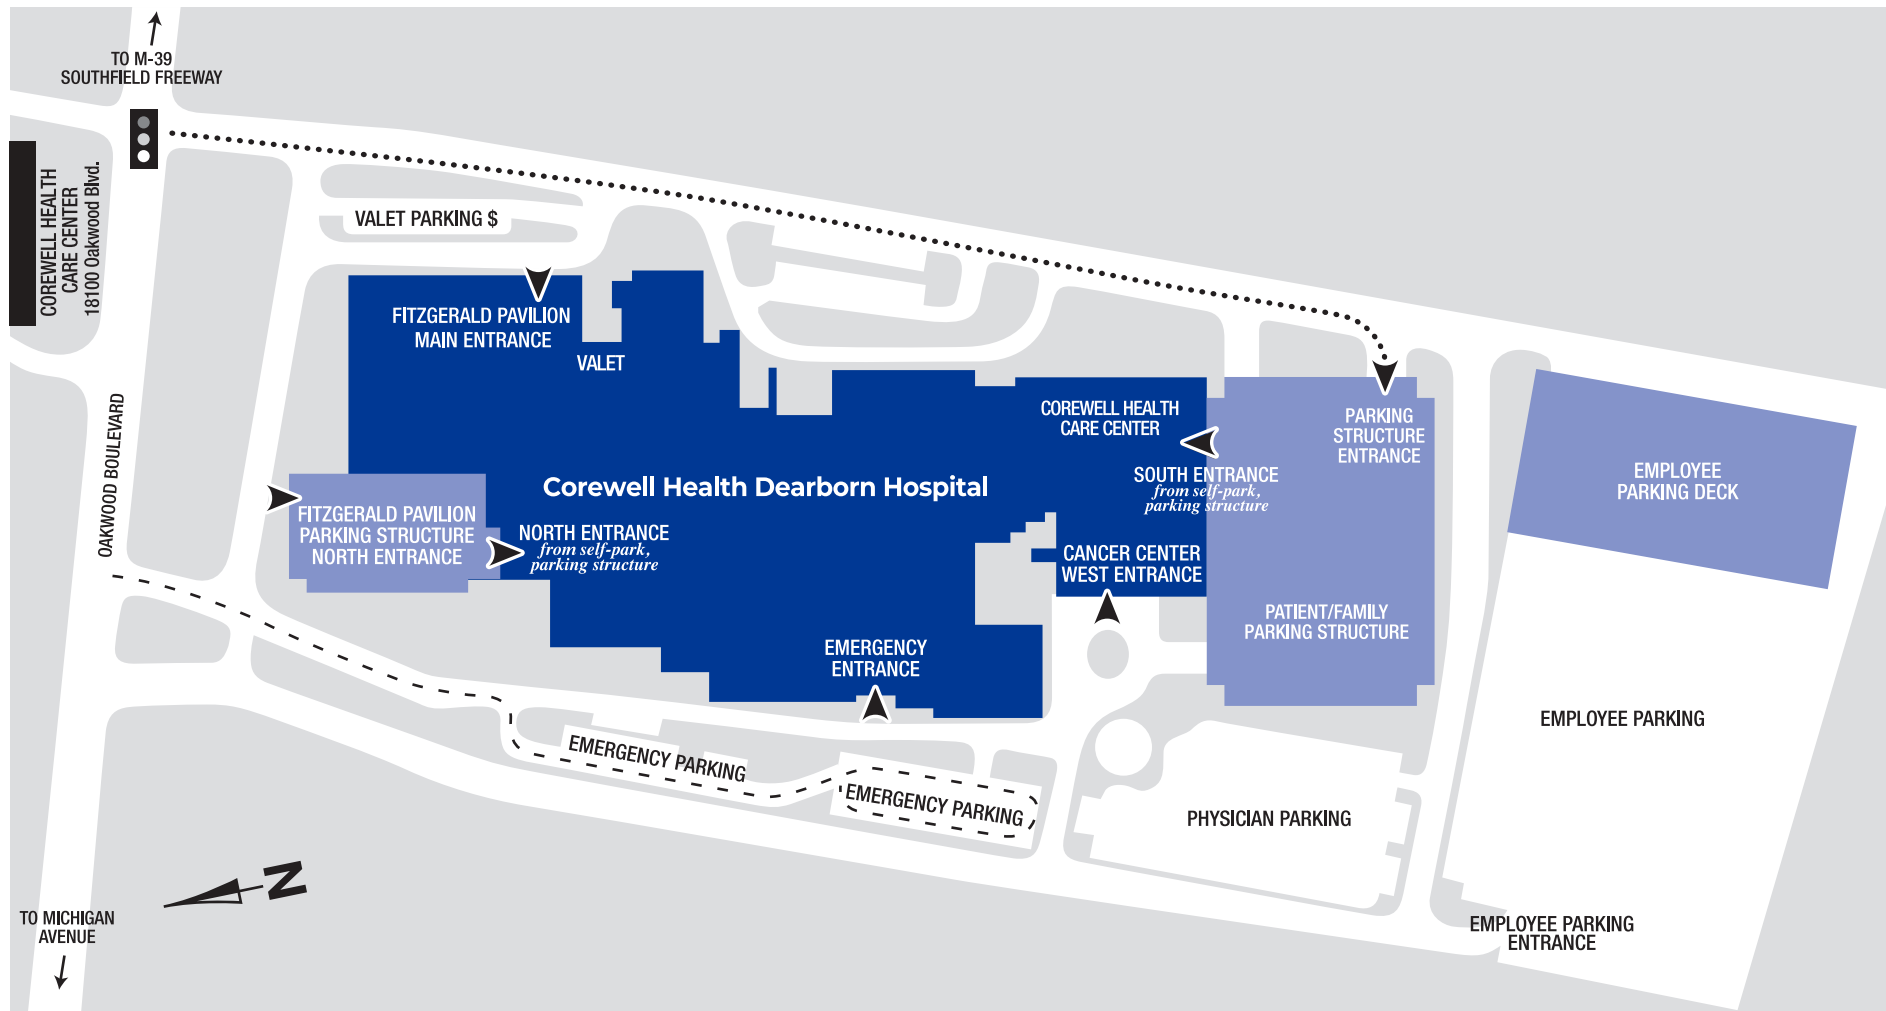 TO M-39
SOUTHFIELD FREEWAY
COREWELL HEALTH
CARE CENTER
18100 Oakwood Blvd.
VALET PARKING $
FITZGERALD PAVILION
MAIN ENTRANCE
VALET
COREWELL HEALTH
CARE CENTER
PARKING
STRUCTURE
ENTRANCE
SOUTH ENTRANCE
from self-park,
parking structure
EMPLOYEE
PARKING DECK
OAKWOOD BOULEVARD
Corewell Health Dearborn Hospital
FITZGERALD PAVILION
PARKING STRUCTURE
NORTH ENTRANCE
NORTH ENTRANCE
from self-park,
parking structure
CANCER CENTER
WEST ENTRANCE
PATIENT/FAMILY
PARKING STRUCTURE
EMERGENCY
ENTRANCE
EMPLOYEE PARKING
EMERGENCY PARKING
EMERGENCY PARKING
PHYSICIAN PARKING
N
TO MICHIGAN
AVENUE
EMPLOYEE PARKING
ENTRANCE